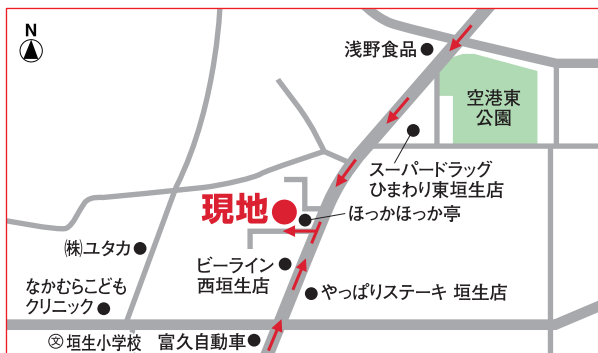 N
浅野食品
空港東
公園
スーパードラッグ
ひまわり東垣生店
現地
ほっかほっか亭
㈱ユタカ
ビーライン
西垣生店
なかむらこども
クリニック
やっぱりステーキ 垣生店
文 垣生小学校
富久自動車